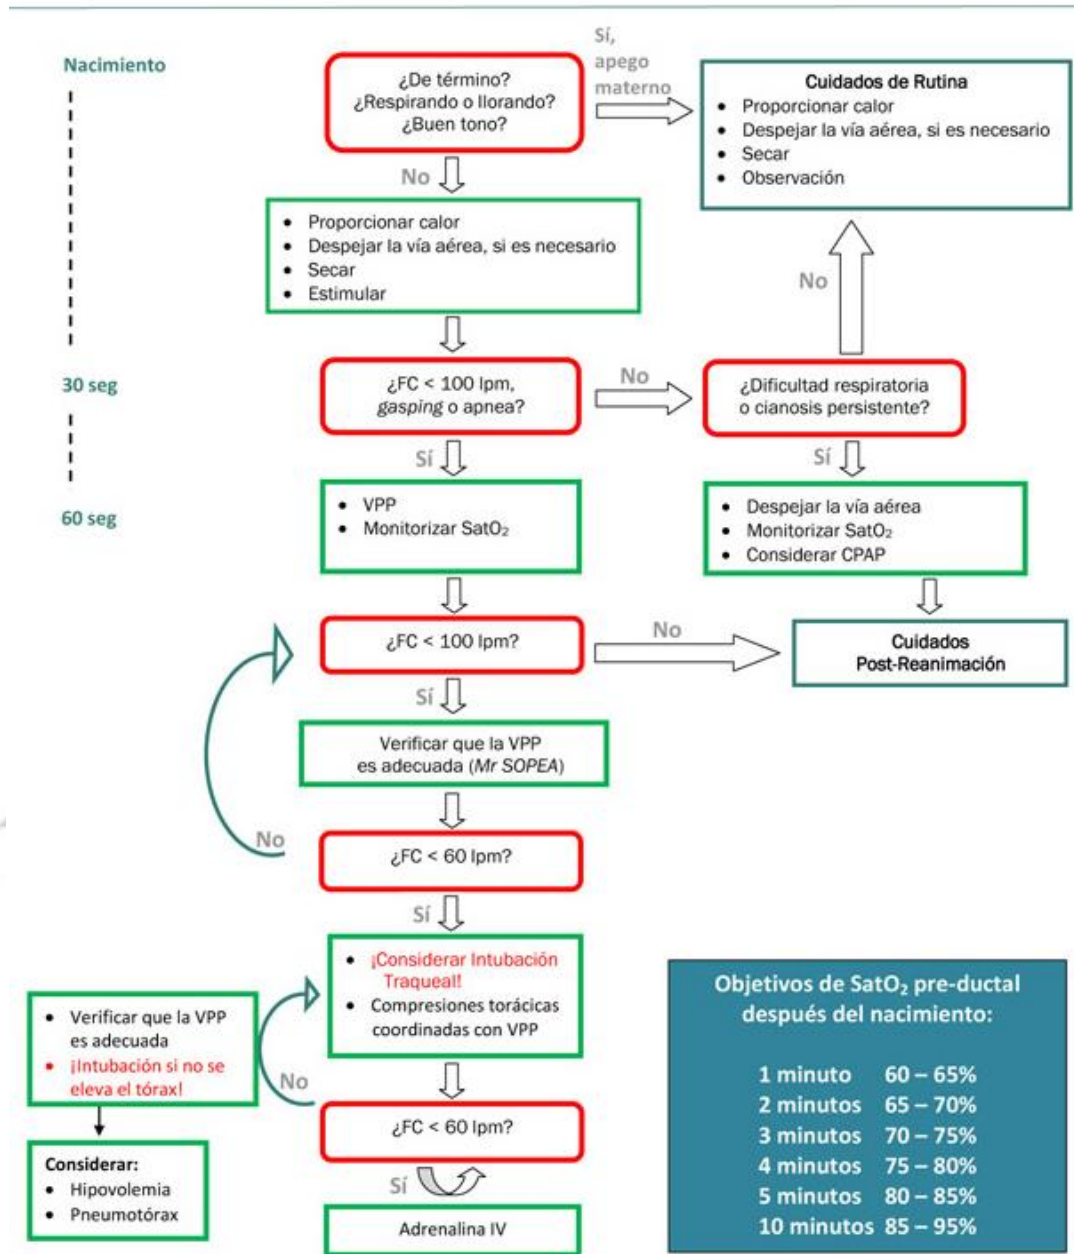 Nacimiento
¿De término?
¿Respirando o llorando?
¿Buen tono?
Sí,
apego
materno
Cuidados de Rutina
• Proporcionar calor
• Despejar la vía aérea, si es necesario
• Secar
• Observación
No
• Proporcionar calor
• Despejar la vía aérea, si es necesario
• Secar
• Estimular
No
30 seg
¿FC < 100 lpm,
gasping o apnea?
No
¿Dificultad respiratoria
o cianosis persistente?
Sí
Sí
60 seg
• VPP
• Monitorizar SatO₂
• Despejar la vía aérea
• Monitorizar SatO₂
• Considerar CPAP
¿FC < 100 lpm?
No
Cuidados
Post-Reanimación
Sí
Verificar que la VPP
es adecuada (Mr SOPEA)
No
¿FC < 60 lpm?
Sí
• ¡Considerar Intubación
Traqueal!
• Compresiones torácicas
coordinadas con VPP
• Verificar que la VPP
es adecuada
• ¡Intubación si no se
eleva el tórax!
No
¿FC < 60 lpm?
Considerar:
• Hipovolemia
• Pneumotórax
Sí
Adrenalina IV
Objetivos de SatO₂ pre-ductal
después del nacimiento:
1 minuto 60 – 65%
2 minutos 65 – 70%
3 minutos 70 – 75%
4 minutos 75 – 80%
5 minutos 80 – 85%
10 minutos 85 – 95%